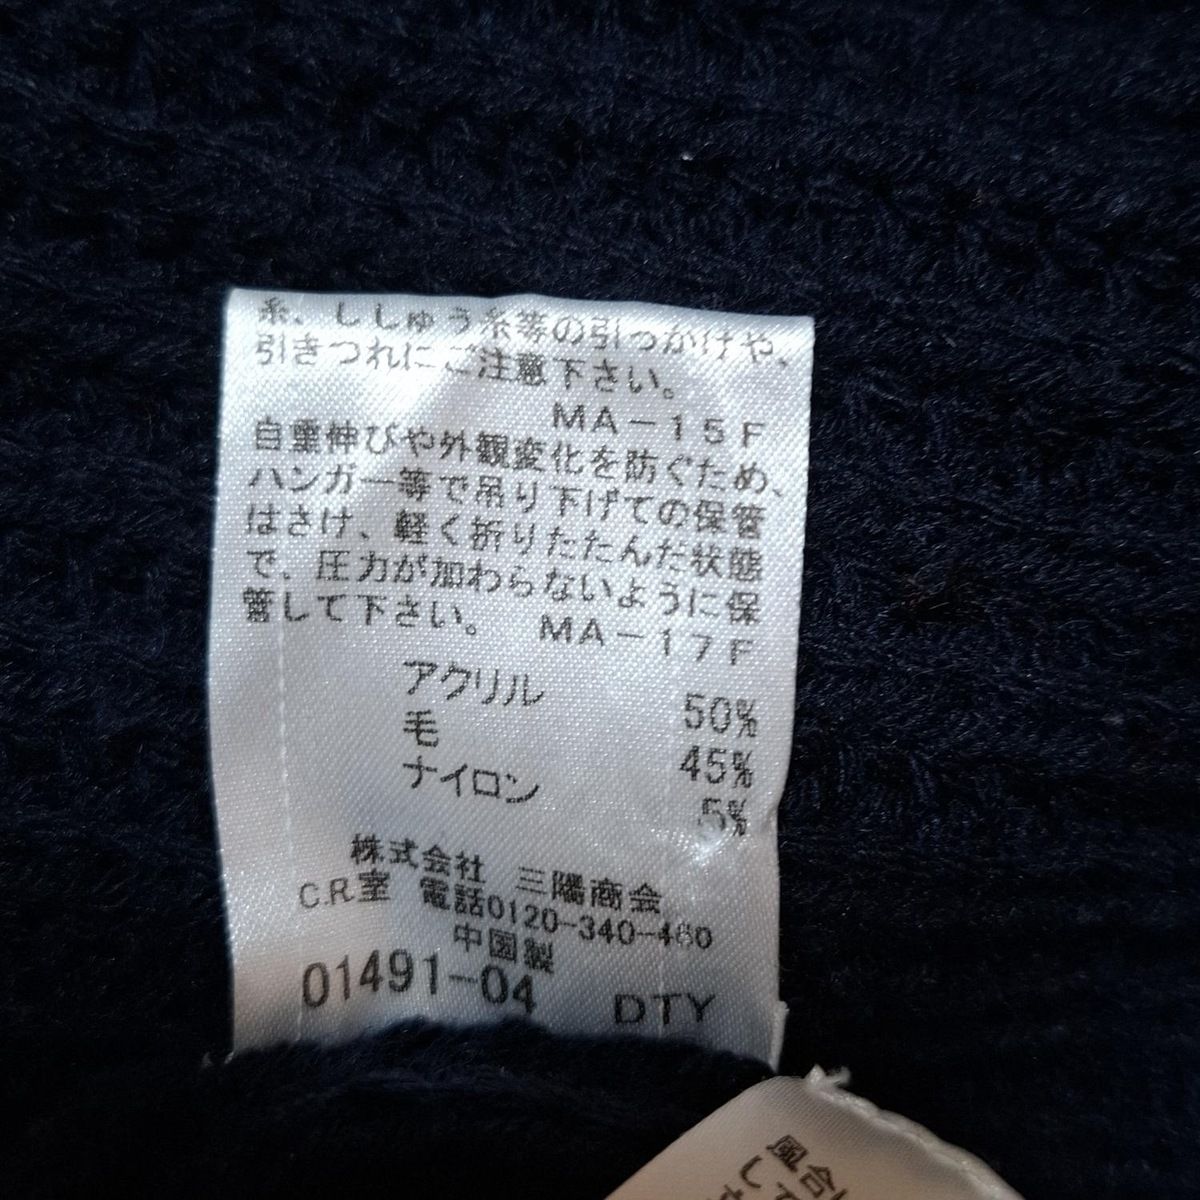 糸、ししゅう糸等の引っかけや、
引きつれにご注意下さい。
MA-15F
自重伸びや外観変化を防ぐため、
ハンガー等で吊り下げての保管
はさけ、軽く折りたたんだ状態
で、圧力が加わらないように保
管して下さい。 MA-17F
アクリル 50%
毛 45%
ナイロン 5%
株式会社 三陽商会
C.R室 電話0120-340-460
中国製
01491-04 DTY
風合